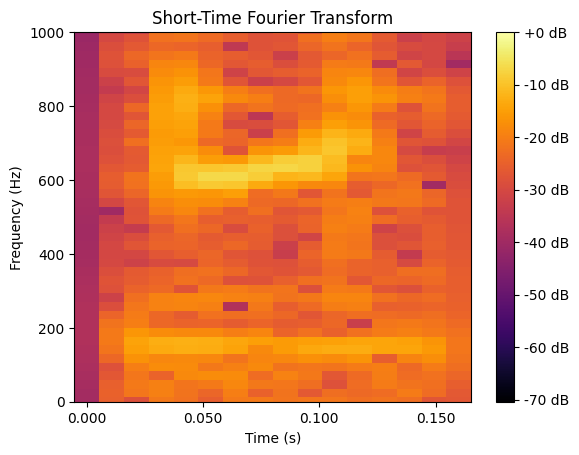 Short-Time Fourier Transform
1000
800
600
400
200
0
Frequency (Hz)
0.000
0.050
0.100
0.150
Time (s)
+0 dB
-10 dB
-20 dB
-30 dB
-40 dB
-50 dB
-60 dB
-70 dB